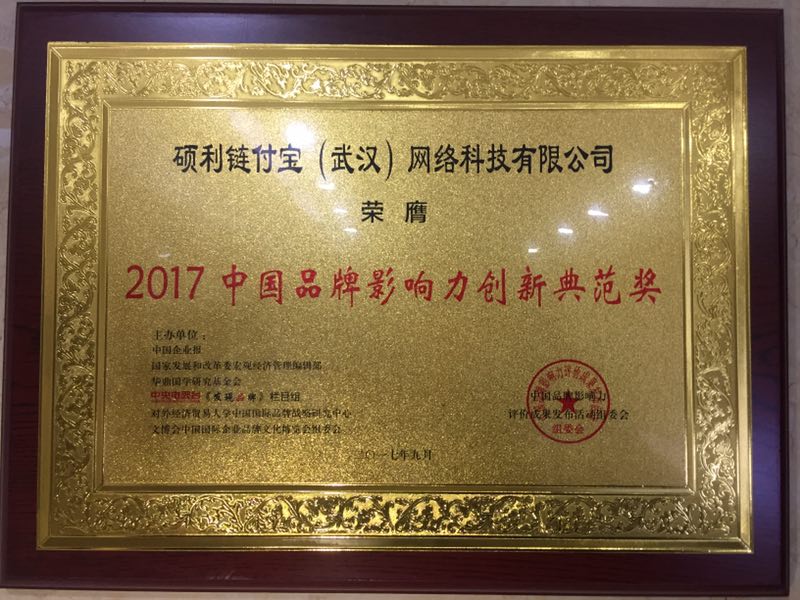 硕利链付宝（武汉）网络科技有限公司
荣膺
2017 中国品牌影响力创新典范奖
主办单位：
中国企业报
国家发展和改革委宏观经济管理编辑部
华鼎国学研究基金会
中央电视台《发现品牌》栏目组
对外经济贸易大学中国国际品牌战略研究中心
文博会中国国际企业品牌文化博览会组委会
中国品牌影响力
评价成果发布活动组委会
组委会
二〇一七年九月